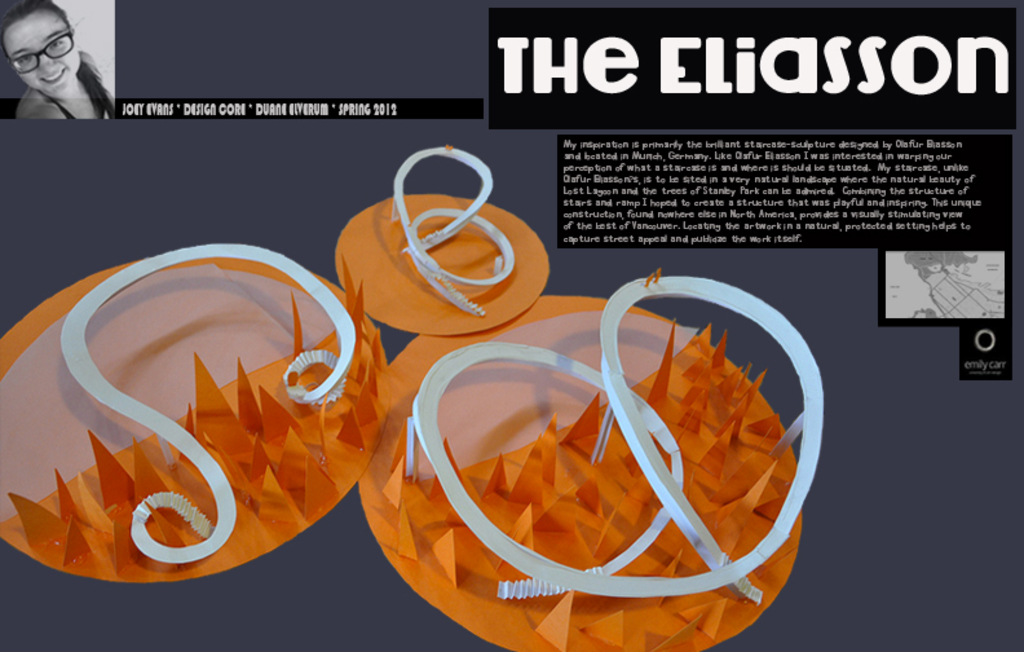 THE ELIASSON
JOEY EVANS * DESIGN CORE * DUANE ELVERUM * SPRING 2012
My inspiration is primarily the brilliant staircase-sculpture designed by Olafur Eliasson
and located in Munich, Germany. Like Olafur Eliasson I was interested in warping our
perception of what a staircase is and where is should be situated. My staircase, unlike
Olafur Eliasson's, is to be sited in a very natural landscape where the natural beauty of
Lost Lagoon and the trees of Stanley Park can be admired. Combining the structure of
stairs and ramp I hoped to create a structure that was playful and inspiring. This unique
construction, found nowhere else in North America, provides a visually stimulating view
of the best of Vancouver. Locating the artwork in a natural, protected setting helps to
capture street appeal and publicize the work itself.
emily carr